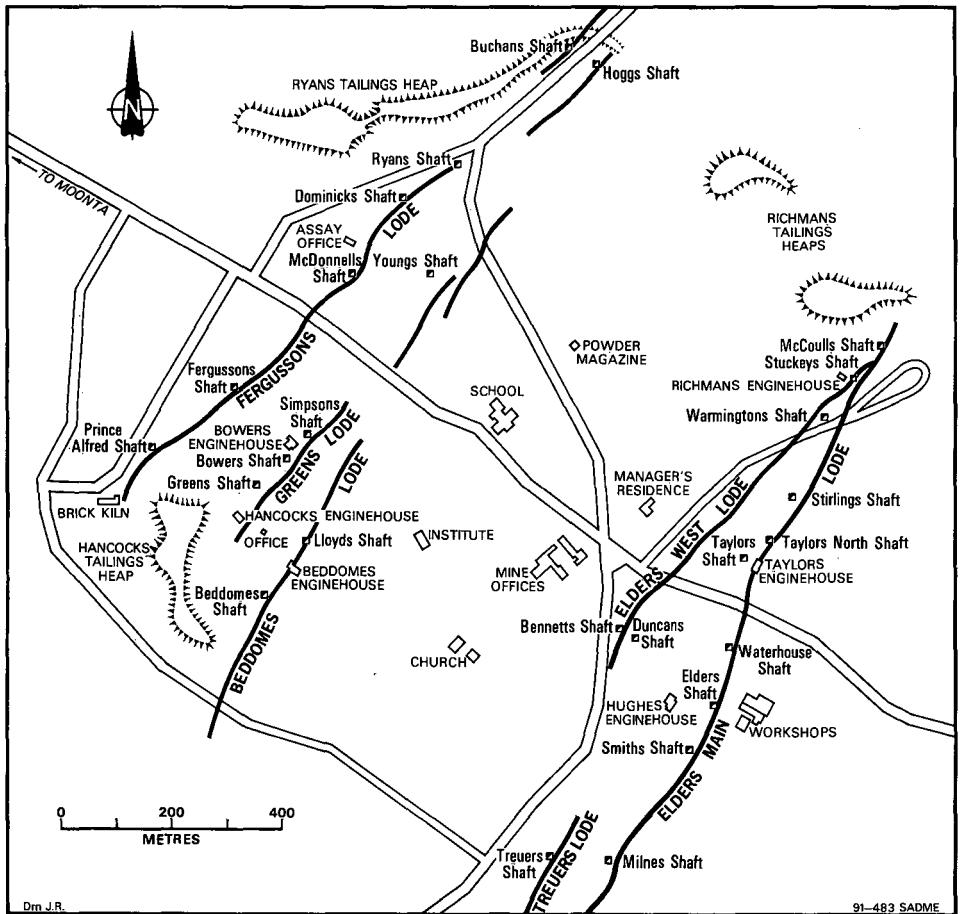 Buchans Shaft
Hoggs Shaft
RYANS TAILINGS HEAP
N
Ryans Shaft
TO MOONTA
Dominicks Shaft
LODE
RICHMANS
TAILINGS
HEAPS
ASSAY
OFFICE
McDonnells
Shaft
Youngs Shaft
FERGUSSONS
POWDER
MAGAZINE
McCoulls Shaft
Stuckeys Shaft
RICHMANS ENGINEHOUSE
Fergussons
Shaft
SCHOOL
Simpsons
Shaft
Warmingtons Shaft
Prince
Alfred Shaft
BOWERS
ENGINEHOUSE
Bowers Shaft
GREENS LODE
LODE
LODE
Greens Shaft
MANAGER'S
RESIDENCE
Stirlings Shaft
BRICK KILN
HANCOCKS ENGINEHOUSE
OFFICE
Lloyds Shaft
INSTITUTE
HANCOCKS
TAILINGS
HEAP
BEDDOMES
ENGINEHOUSE
MINE
OFFICES
ELDERS WEST LODE
Taylors
Shaft
Taylors North Shaft
TAYLORS
ENGINEHOUSE
Beddomes
Shaft
BEDDOMES
Bennetts Shaft
Duncans
Shaft
Waterhouse
Shaft
CHURCH
Elders
Shaft
HUGHES
ENGINEHOUSE
WORKSHOPS
Smiths Shaft
ELDERS MAIN
0 200 400
METRES
Treuers
Shaft
TREUERS LODE
Milnes Shaft
Drn J.R.
91–483 SADME